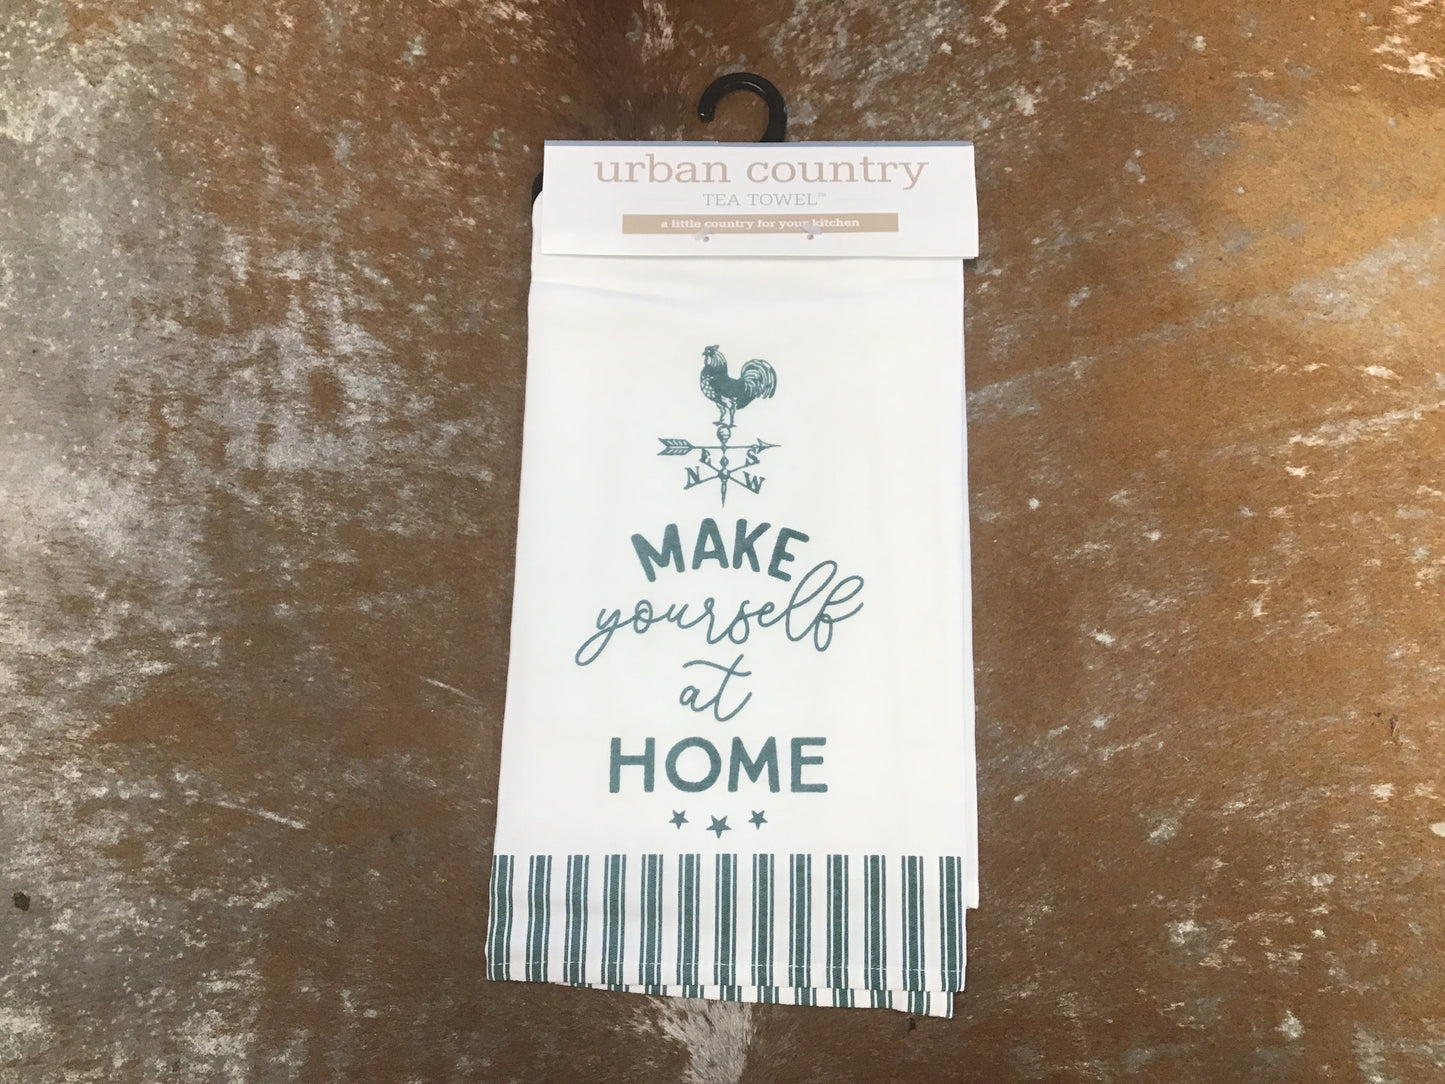 urban country
TEA TOWEL™
a little country for your kitchen
E S
N W
MAKE
yourself
at
HOME